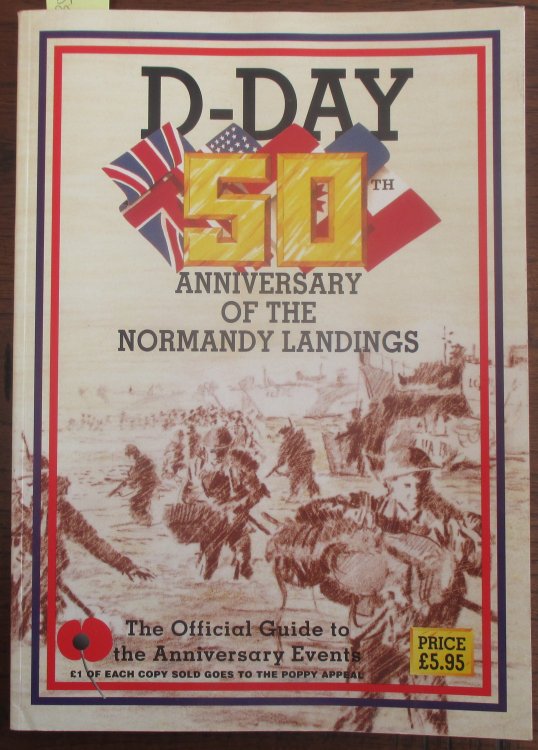 D-DAY
50TH
ANNIVERSARY
OF THE
NORMANDY LANDINGS
The Official Guide to
the Anniversary Events
£1 OF EACH COPY SOLD GOES TO THE POPPY APPEAL
PRICE
£5.95